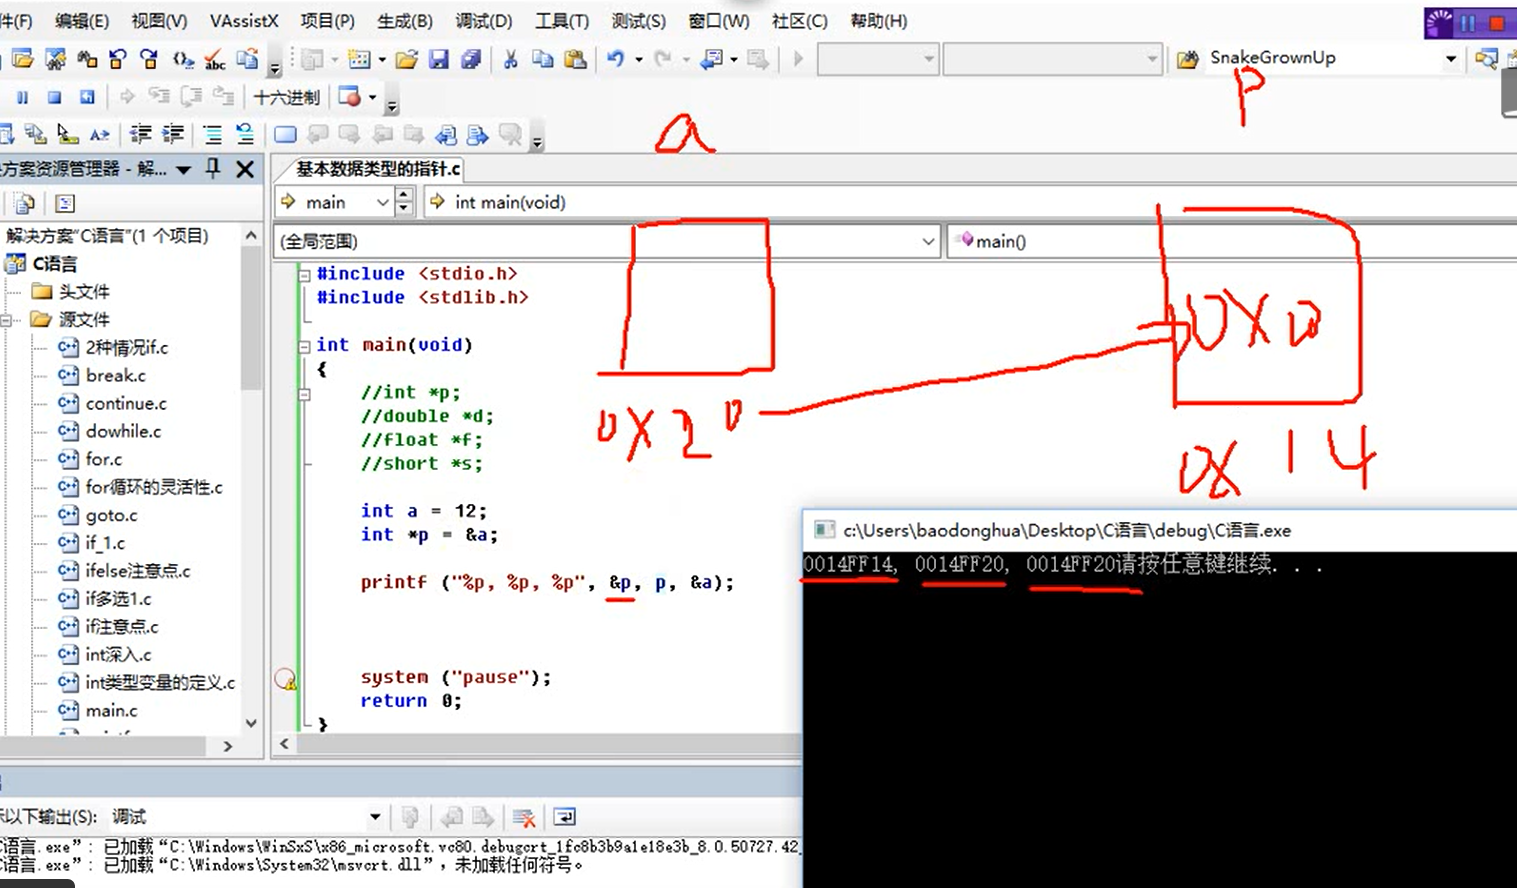 件(F) 编辑(E) 视图(V) VAssistX 项目(P) 生成(B) 调试(D) 工具(T) 测试(S) 窗口(W) 社区(C) 帮助(H)
SnakeGrownUp
p
十六进制
a
决方案资源管理器 - 解...
基本数据类型的指针.c
main
int main(void)
解决方案"C语言"(1 个项目)
(全局范围)
main()
C语言
头文件
源文件
2种情况if.c
break.c
continue.c
dowhile.c
for.c
for循环的灵活性.c
goto.c
if_1.c
ifelse注意点.c
if多选1.c
if注意点.c
int深入.c
int类型变量的定义.c
main.c
#include <stdio.h>
#include <stdlib.h>
int main(void)
{
//int *p;
//double *d;
//float *f;
//short *s;
int a = 12;
int *p = &a;
printf ("%p, %p, %p", &p, p, &a);
system ("pause");
return 0;
}
0X20
0X
0X 14
c:\Users\baodonghua\Desktop\C语言\debug\C语言.exe
0014FF14, 0014FF20, 0014FF20请按任意键继续. . .
示以下输出(S): 调试
C语言.exe": 已加载"C:\Windows\WinSxS\x86_microsoft.vc80.debugcrt_1fc8b3b9a1e18e3b_8.0.50727.42_
C语言.exe": 已加载"C:\Windows\System32\msvcrt.dll", 未加载任何符号。